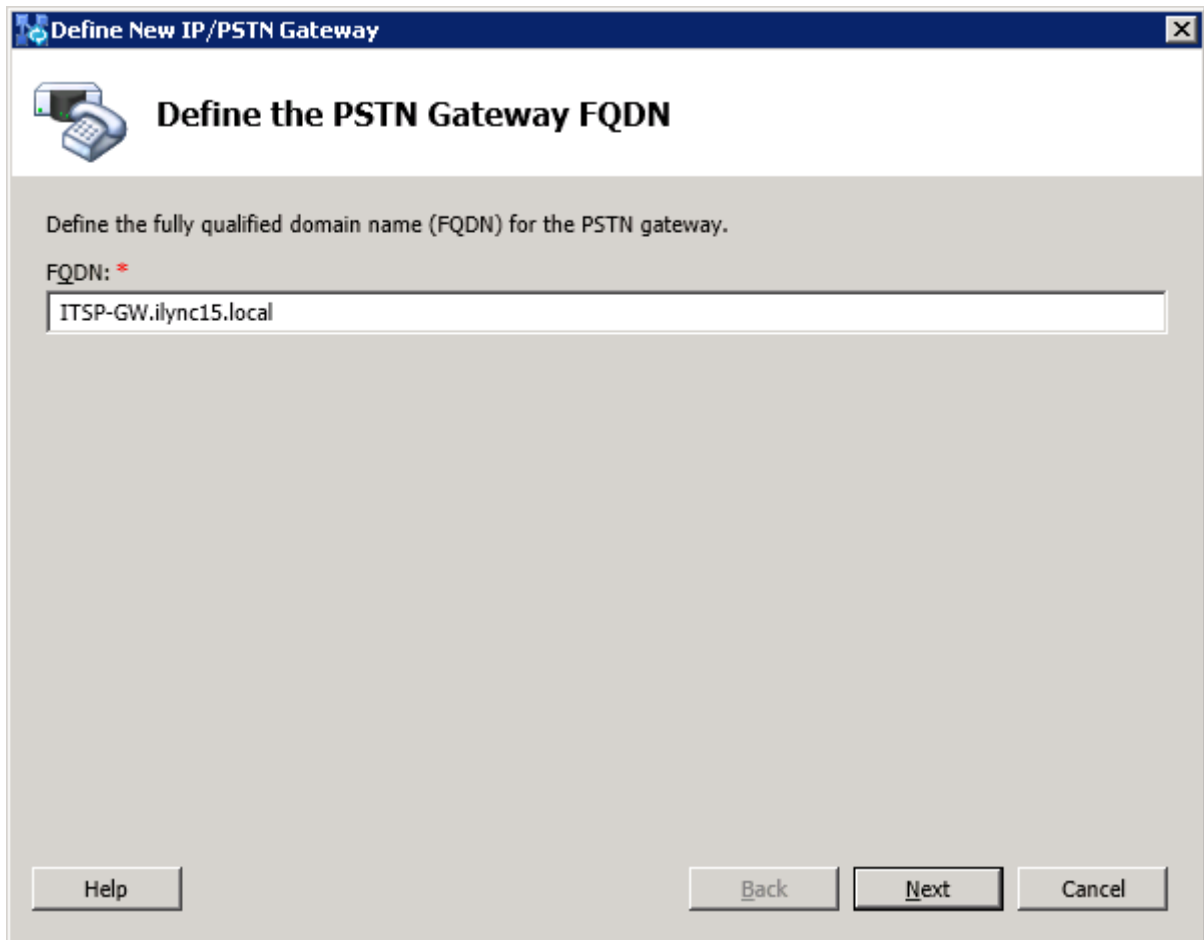 Define New IP/PSTN Gateway
Define the PSTN Gateway FQDN
Define the fully qualified domain name (FQDN) for the PSTN gateway.
FQDN: *
ITSP-GW.ilync15.local
Help Back Next Cancel